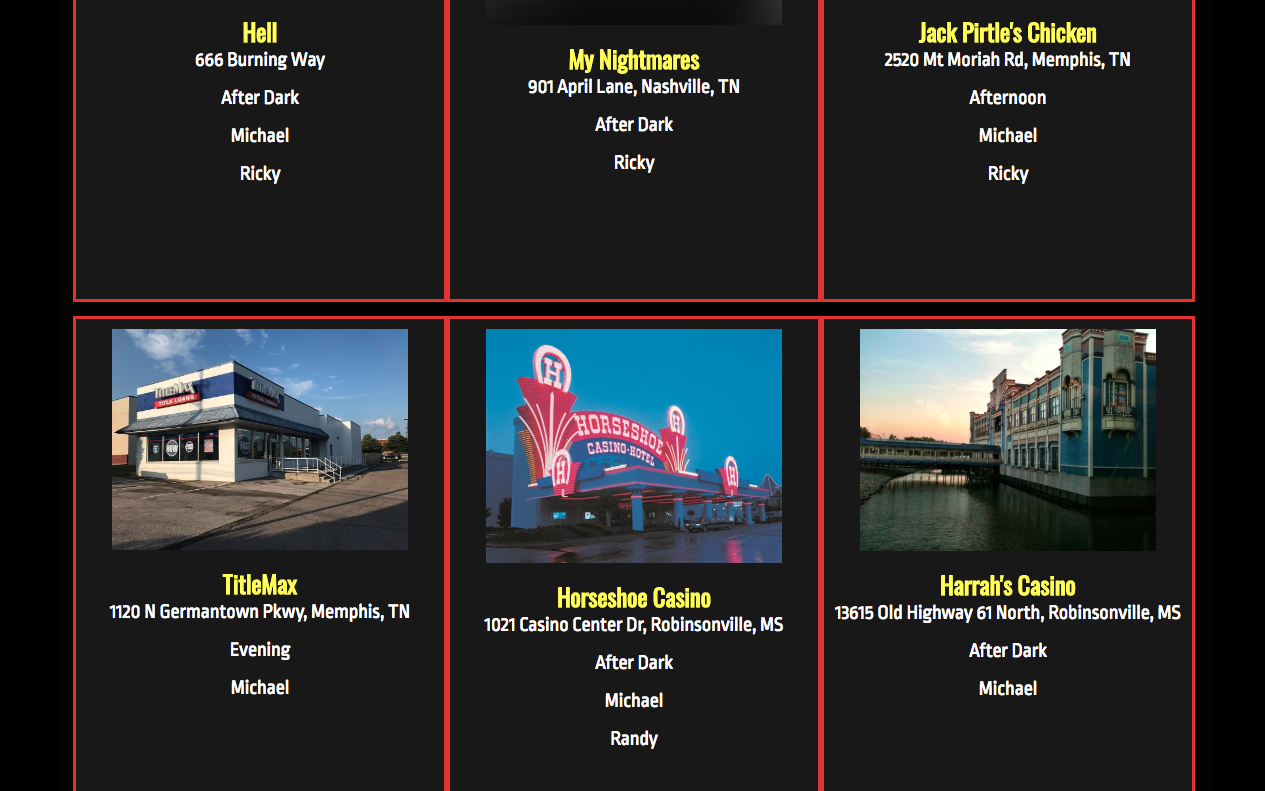 Hell
666 Burning Way
After Dark
Michael
Ricky
My Nightmares
901 April Lane, Nashville, TN
After Dark
Ricky
Jack Pirtle's Chicken
2520 Mt Moriah Rd, Memphis, TN
Afternoon
Michael
Ricky
TITLEMAX
TITLE LOANS
TitleMax
1120 N Germantown Pkwy, Memphis, TN
Evening
Michael
H
H
HORSESHOE
CASINO·HOTEL
H
H
Horseshoe Casino
1021 Casino Center Dr, Robinsonville, MS
After Dark
Michael
Randy
Harrah's Casino
13615 Old Highway 61 North, Robinsonville, MS
After Dark
Michael